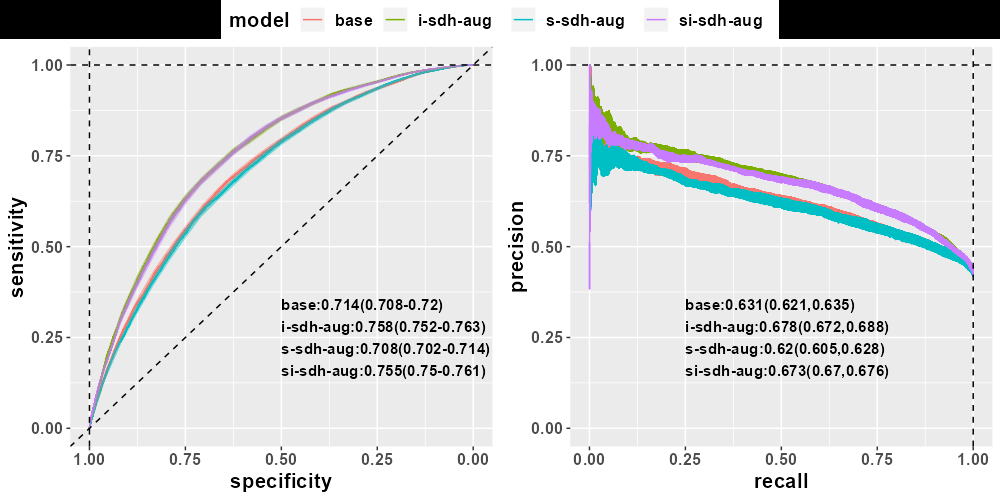 model base i-sdh-aug s-sdh-aug si-sdh-aug
sensitivity
1.00
0.75
0.50
0.25
0.00
base:0.714(0.708-0.72)
i-sdh-aug:0.758(0.752-0.763)
s-sdh-aug:0.708(0.702-0.714)
si-sdh-aug:0.755(0.75-0.761)
1.00 0.75 0.50 0.25 0.00
specificity
precision
1.00
0.75
0.50
0.25
0.00
base:0.631(0.621,0.635)
i-sdh-aug:0.678(0.672,0.688)
s-sdh-aug:0.62(0.605,0.628)
si-sdh-aug:0.673(0.67,0.676)
0.00 0.25 0.50 0.75 1.00
recall